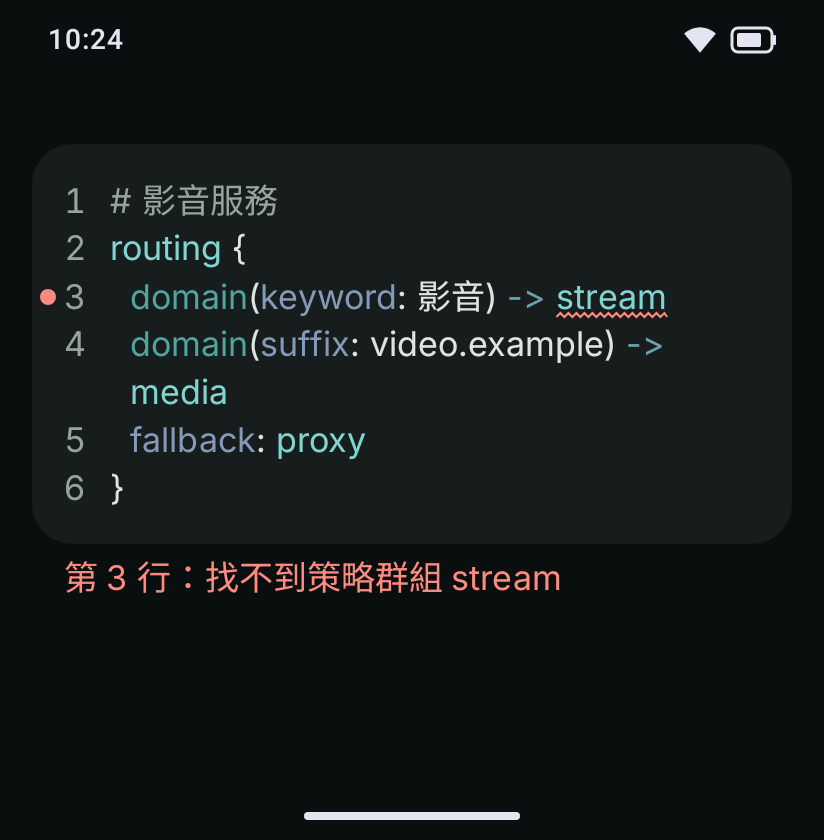 10:24
1 # 影音服務
2 routing {
3 domain(keyword: 影音) -> stream
4 domain(suffix: video.example) ->
media
5 fallback: proxy
6 }
第 3 行：找不到策略群組 stream